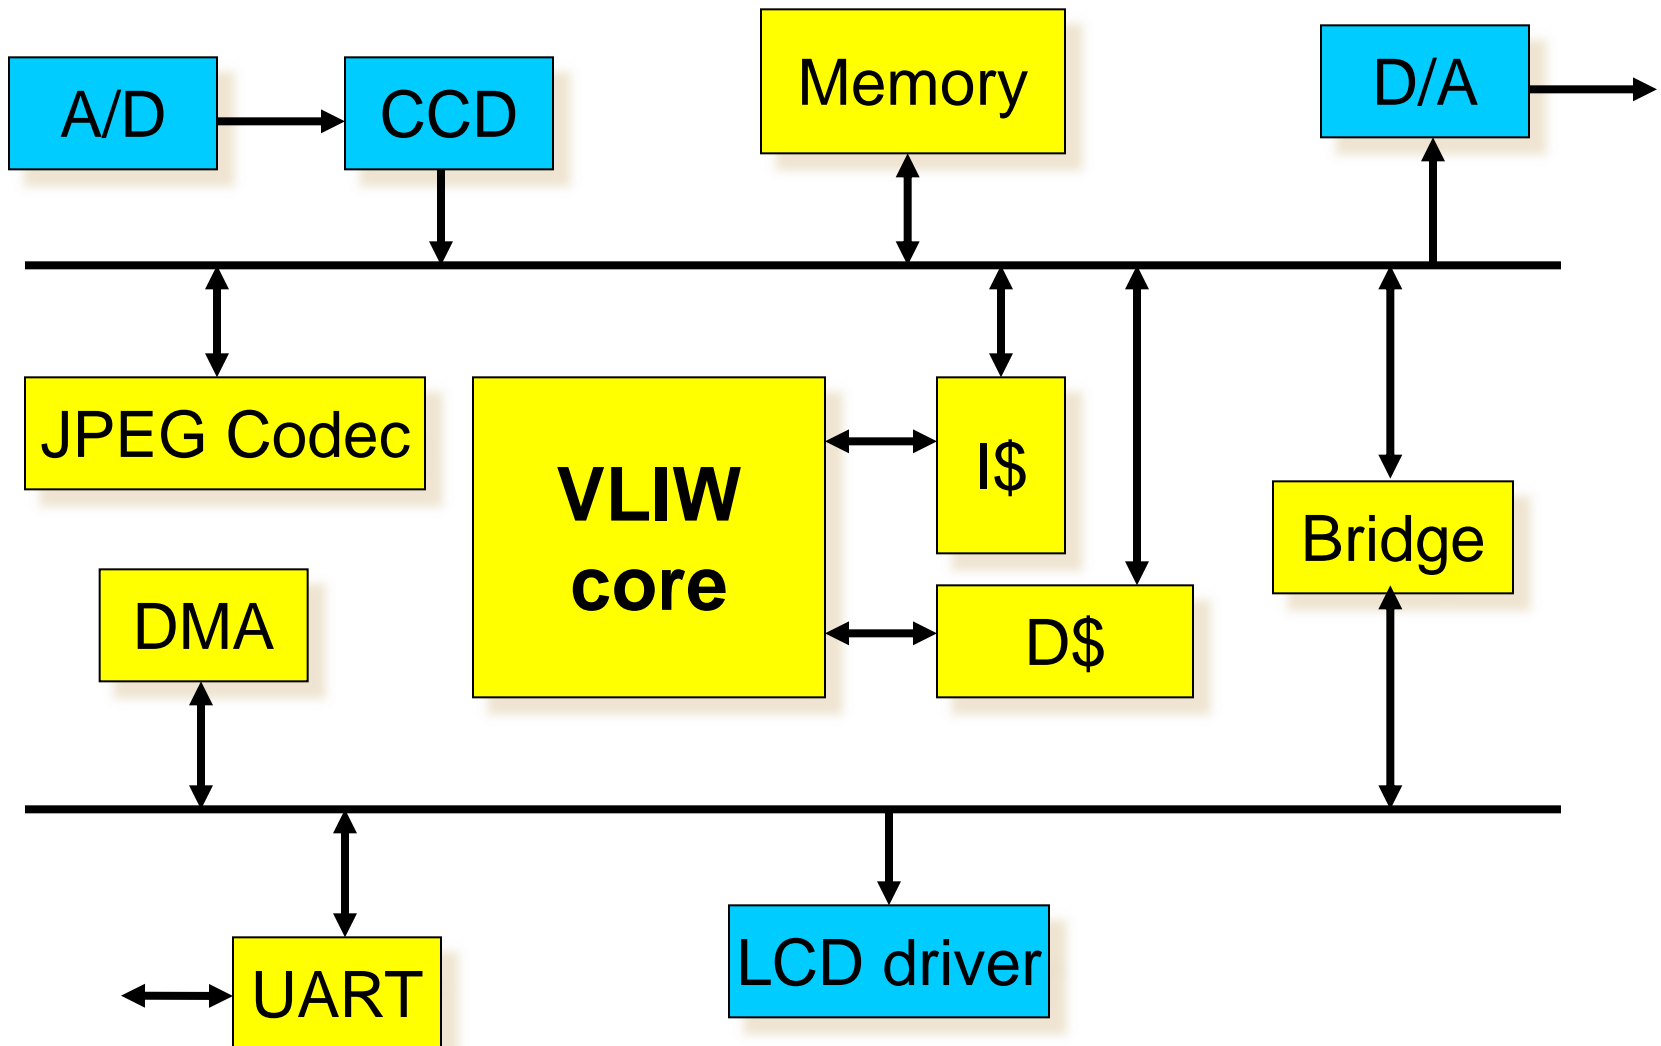 A/D
CCD
Memory
D/A
JPEG Codec
VLIW
core
I$
Bridge
DMA
D$
UART
LCD driver